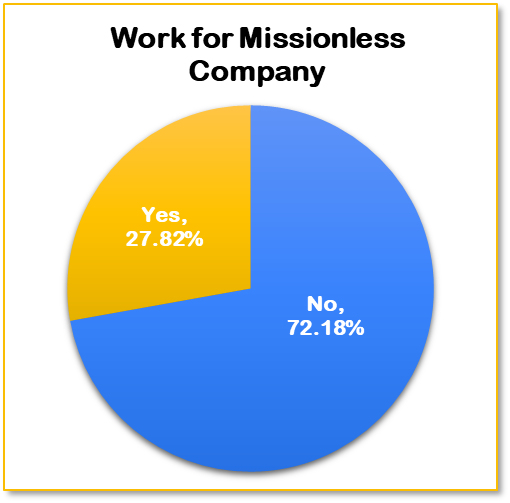 Work for Missionless
Company
Yes,
27.82%
No,
72.18%